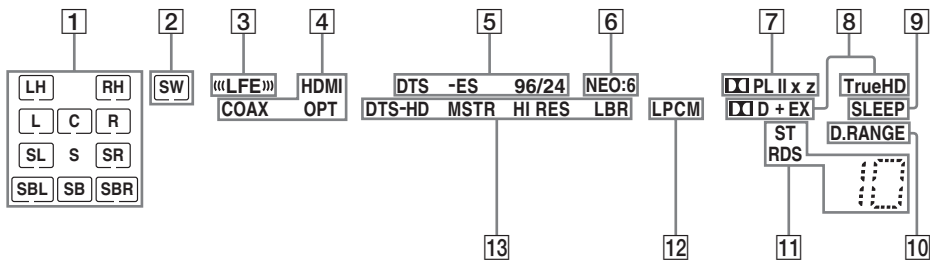 1 2 3 4 5 6 7 8 9
LH RH SW LFE HDMI DTS -ES 96/24 NEO:6 PL II x z TrueHD
COAX OPT DTS-HD MSTR HI RES LBR LPCM D + EX SLEEP
L C R ST D.RANGE
SL S SR RDS
SBL SB SBR 10
13 12 11 10